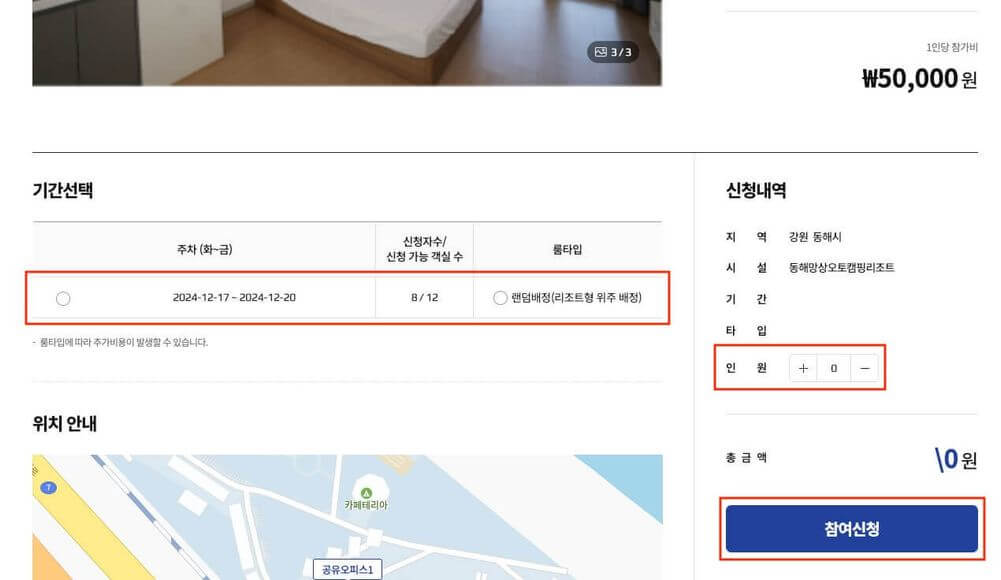 3/3
1인당 참가비
₩50,000원
기간선택
주차 (화~금)
신청자수/
신청 가능 객실 수
룸타입
2024-12-17 ~ 2024-12-20
8 / 12
랜덤배정(리조트형 위주 배정)
- 룸타입에 따라 추가비용이 발생할 수 있습니다.
위치 안내
7
카페테리아
공유오피스1
신청내역
지 역 강원 동해시
시 설 동해망상오토캠핑리조트
기 간
타 입
인 원 + 0 −
총 금 액 \0 원
참여신청